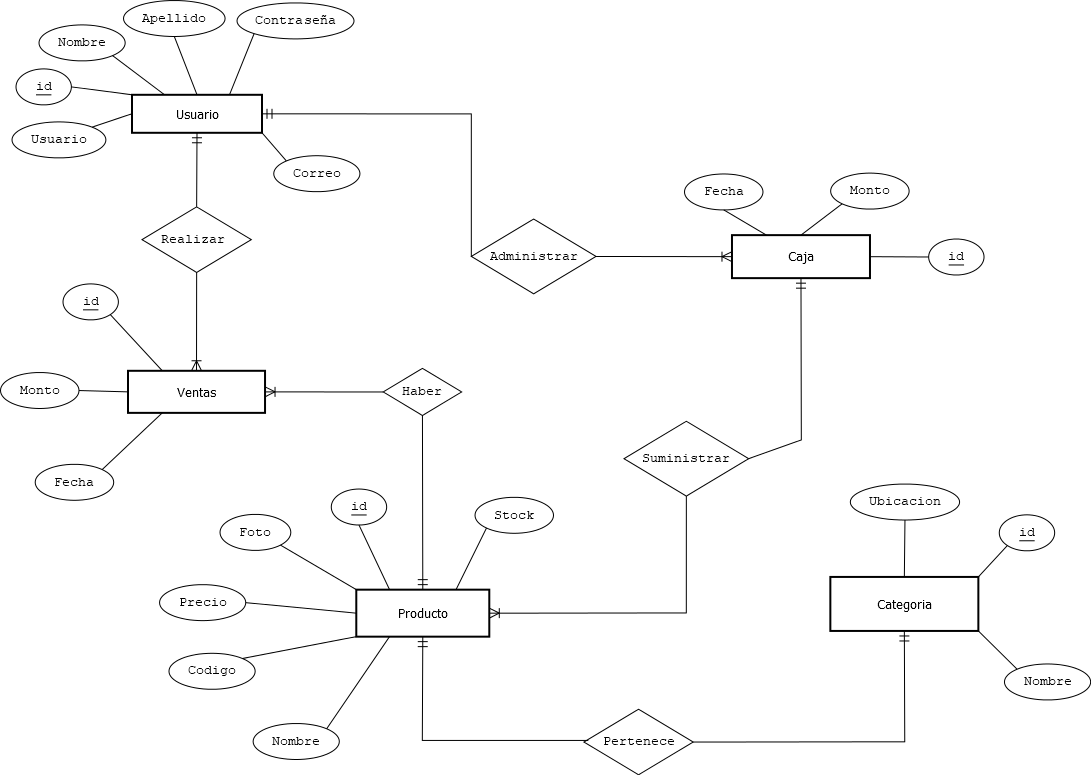 Apellido
Contraseña
Nombre
id
Usuario
Usuario
Correo
Fecha
Monto
Realizar
Administrar
Caja
id
id
Monto
Ventas
Haber
Fecha
Suministrar
id
Stock
Ubicacion
Foto
id
Precio
Producto
Categoria
Codigo
Nombre
Nombre
Pertenece